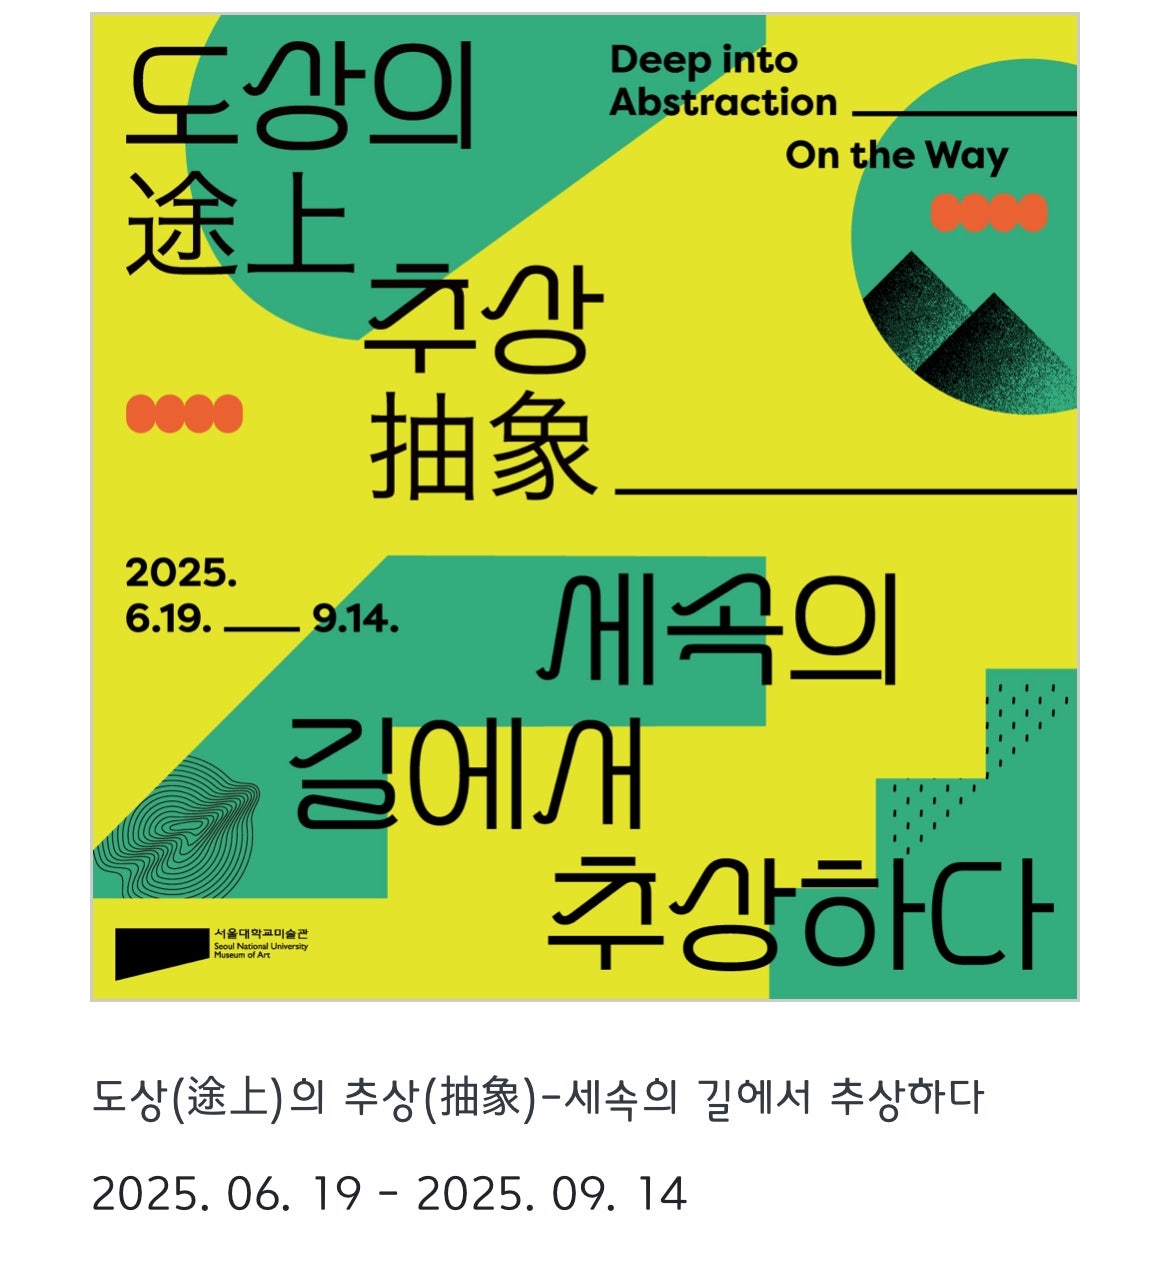 도상의
途上
추상
抽象
Deep into
Abstraction
On the Way
2025.
6.19. 9.14.
세속의
길에서
추상하다
서울대학교미술관
Seoul National University
Museum of Art
도상(途上)의 추상(抽象)-세속의 길에서 추상하다
2025. 06. 19 - 2025. 09. 14